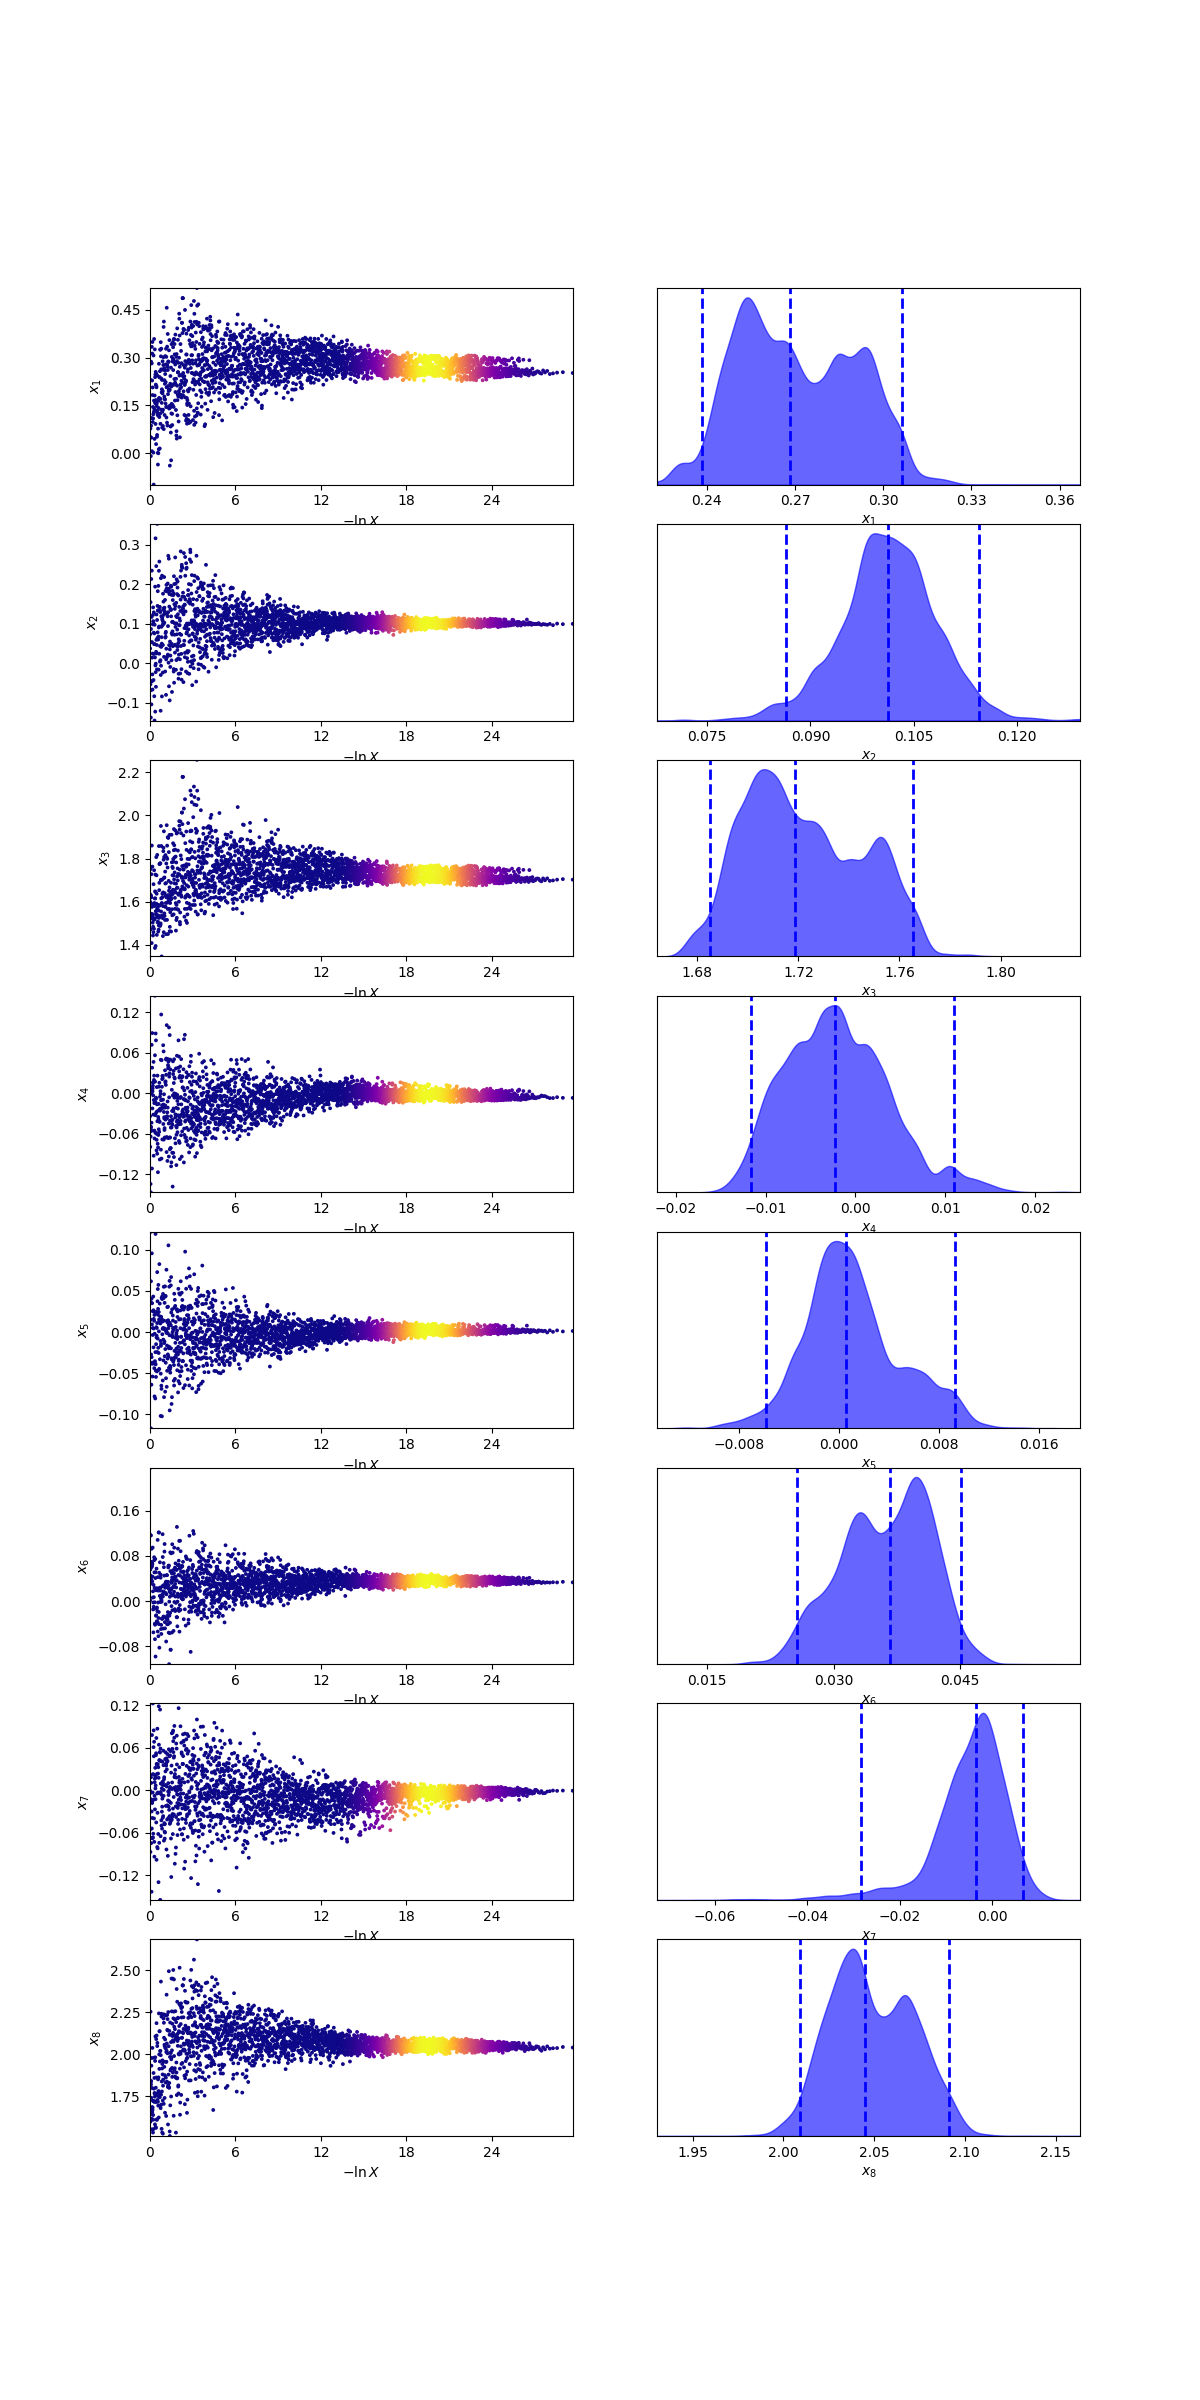 0.45
0.30
0.15
0.00
x₁
0 6 12 18 24
−ln X
0.24 0.27 0.30 0.33 0.36
x₁
0.3
0.2
0.1
0.0
−0.1
x₂
0 6 12 18 24
−ln X
0.075 0.090 0.105 0.120
x₂
2.2
2.0
1.8
1.6
1.4
x₃
0 6 12 18 24
−ln X
1.68 1.72 1.76 1.80
x₃
0.12
0.06
0.00
−0.06
−0.12
x₄
0 6 12 18 24
−ln X
−0.02 −0.01 0.00 0.01 0.02
x₄
0.10
0.05
0.00
−0.05
−0.10
x₅
0 6 12 18 24
−ln X
−0.008 0.000 0.008 0.016
x₅
0.16
0.08
0.00
−0.08
x₆
0 6 12 18 24
−ln X
0.015 0.030 0.045
x₆
0.12
0.06
0.00
−0.06
−0.12
x₇
0 6 12 18 24
−ln X
−0.06 −0.04 −0.02 0.00
x₇
2.50
2.25
2.00
1.75
x₈
0 6 12 18 24
−ln X
1.95 2.00 2.05 2.10 2.15
x₈